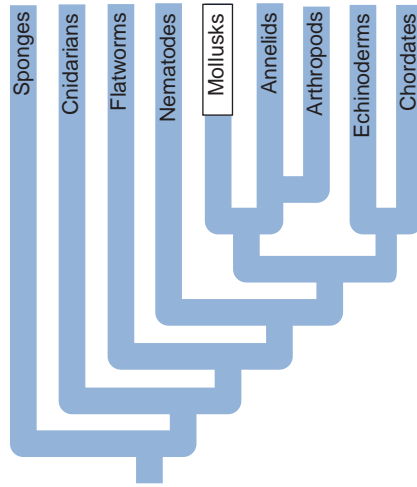 Sponges
Cnidarians
Flatworms
Nematodes
Mollusks
Annelids
Arthropods
Echinoderms
Chordates